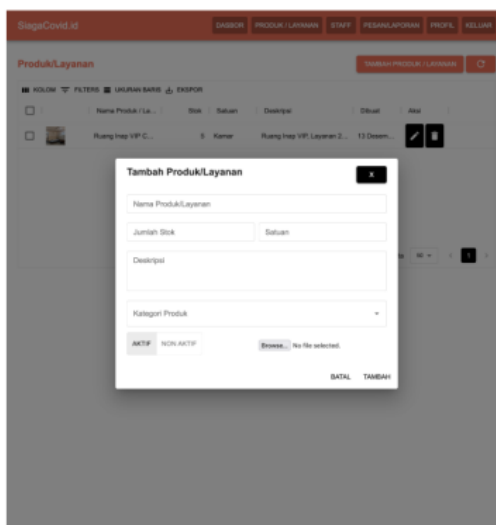 SiagaCovid.id
DASBOR PRODUK / LAYANAN STAFF PESAN/LAPORAN PROFIL KELUAR
Produk/Layanan
TAMBAH PRODUK / LAYANAN
KOLOM FILTERS UKURAN BARIS EKSPOR
Nama Produk / La... Stok Satuan Deskripsi Dibuat Aksi
Ruang Inap VIP C... 5 Kamar Ruang Inap VIP, Layanan 2... 13 Desem...
Tambah Produk/Layanan
X
Nama Produk/Layanan
Jumlah Stok Satuan
Deskripsi
1
Kategori Produk
AKTIF NON AKTIF Browse... No file selected.
BATAL TAMBAH